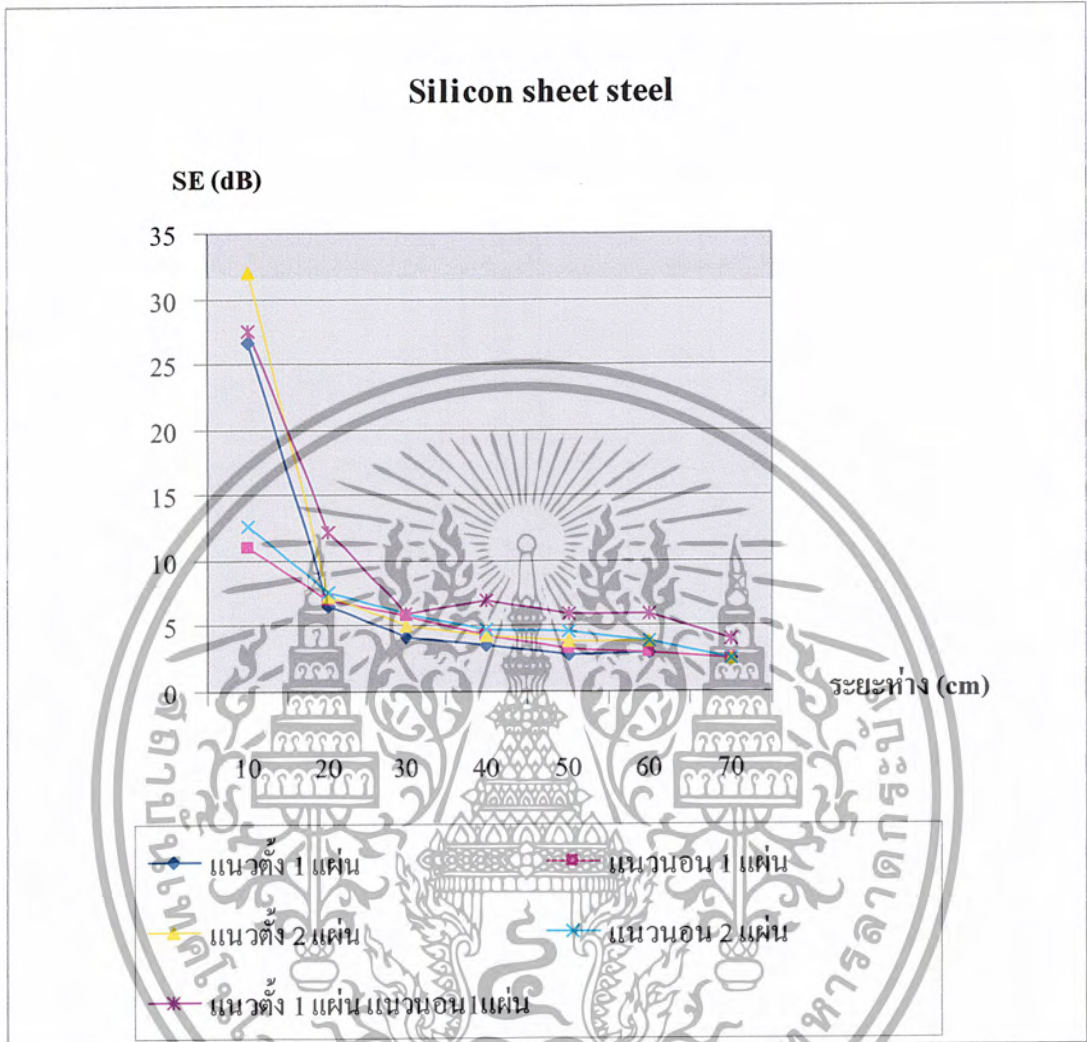 Silicon sheet steel
SE (dB)
35
30
25
20
15
10
5
0
ระยะห่าง (cm)
10 20 30 40 50 60 70
แนวตั้ง 1 แผ่น
แนวนอน 1 แผ่น
แนวตั้ง 2 แผ่น
แนวนอน 2 แผ่น
แนวตั้ง 1 แผ่น แนวนอน 1แผ่น